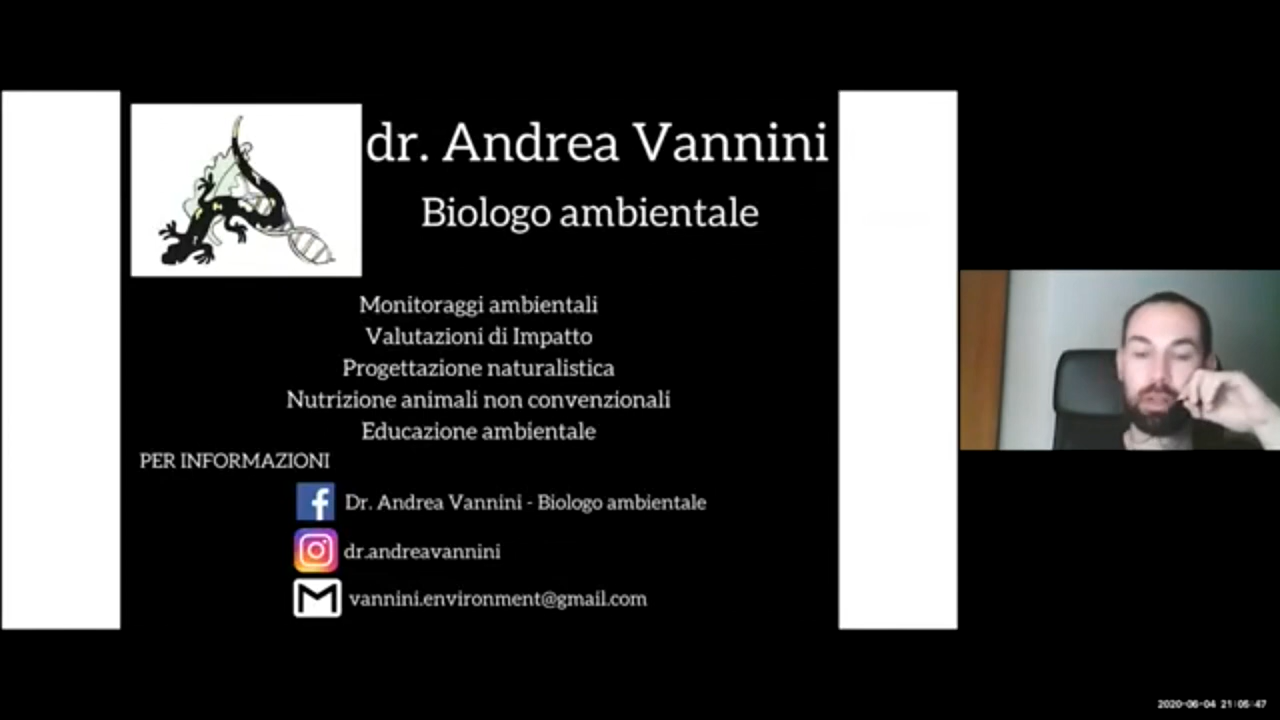 dr. Andrea Vannini
Biologo ambientale
Monitoraggi ambientali
Valutazioni di Impatto
Progettazione naturalistica
Nutrizione animali non convenzionali
Educazione ambientale
PER INFORMAZIONI
Dr. Andrea Vannini - Biologo ambientale
dr.andreavannini
vannini.environment@gmail.com
2020-06-04 21:05:47